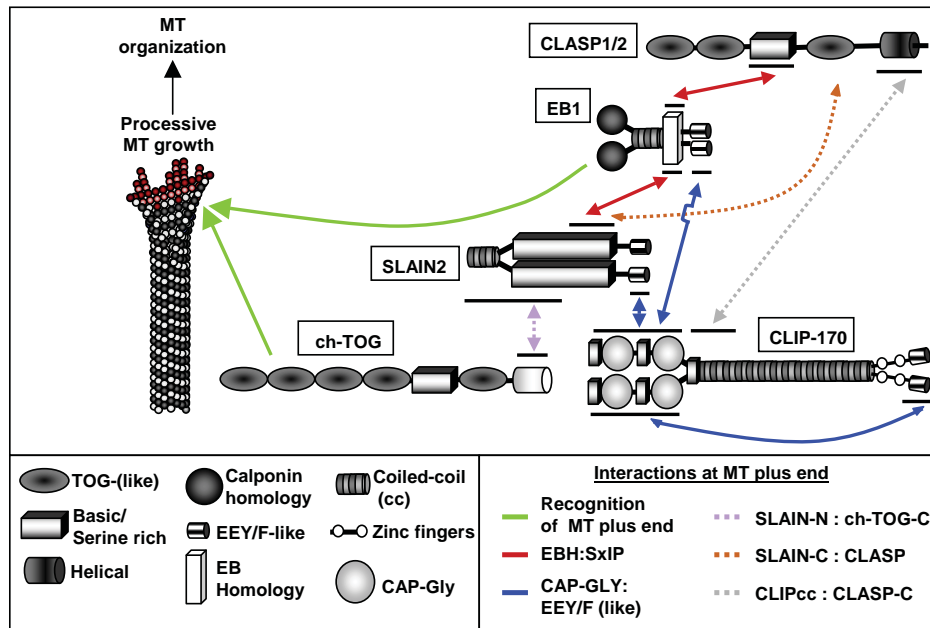 MT
organization
Processive
MT growth
CLASP1/2
EB1
SLAIN2
ch-TOG
CLIP-170
TOG-(like)
Basic/
Serine rich
Helical
Calponin
homology
EEY/F-like
EB
Homology
Coiled-coil
(cc)
Zinc fingers
CAP-Gly
Interactions at MT plus end
Recognition
of MT plus end
EBH:SxIP
CAP-GLY:
EEY/F (like)
SLAIN-N : ch-TOG-C
SLAIN-C : CLASP
CLIPcc : CLASP-C